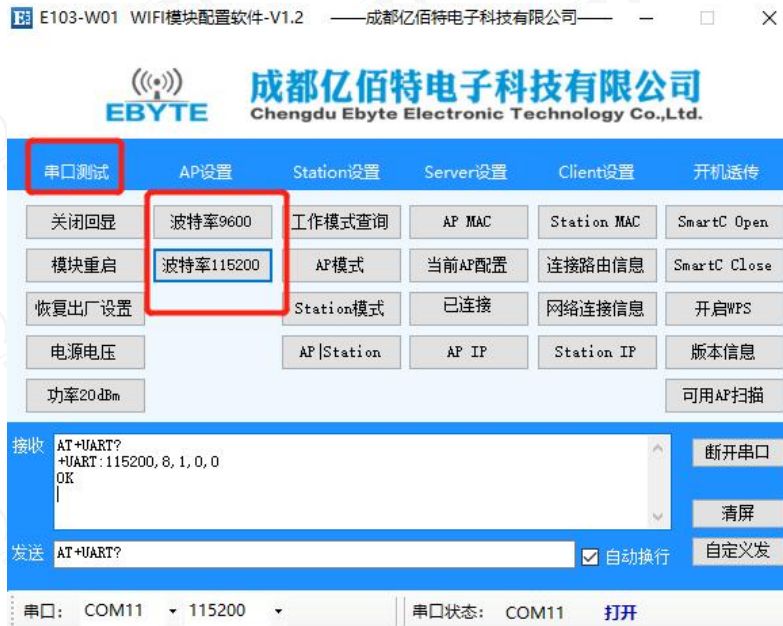 E103-W01 WIFI模块配置软件-V1.2 ——成都亿佰特电子科技有限公司——
EBYTE
成都亿佰特电子科技有限公司
Chengdu Ebyte Electronic Technology Co.,Ltd.
串口测试 AP设置 Station设置 Server设置 Client设置 开机透传
关闭回显 波特率9600 工作模式查询 AP MAC Station MAC SmartC Open
模块重启 波特率115200 AP模式 当前AP配置 连接路由信息 SmartC Close
恢复出厂设置 Station模式 已连接 网络连接信息 开启WPS
电源电压 AP|Station AP IP Station IP 版本信息
功率20dBm 可用AP扫描
接收 AT+UART?
+UART:115200,8,1,0,0
OK
断开串口
清屏
发送 AT+UART? 自动换行 自定义发
串口: COM11 115200 串口状态: COM11 打开